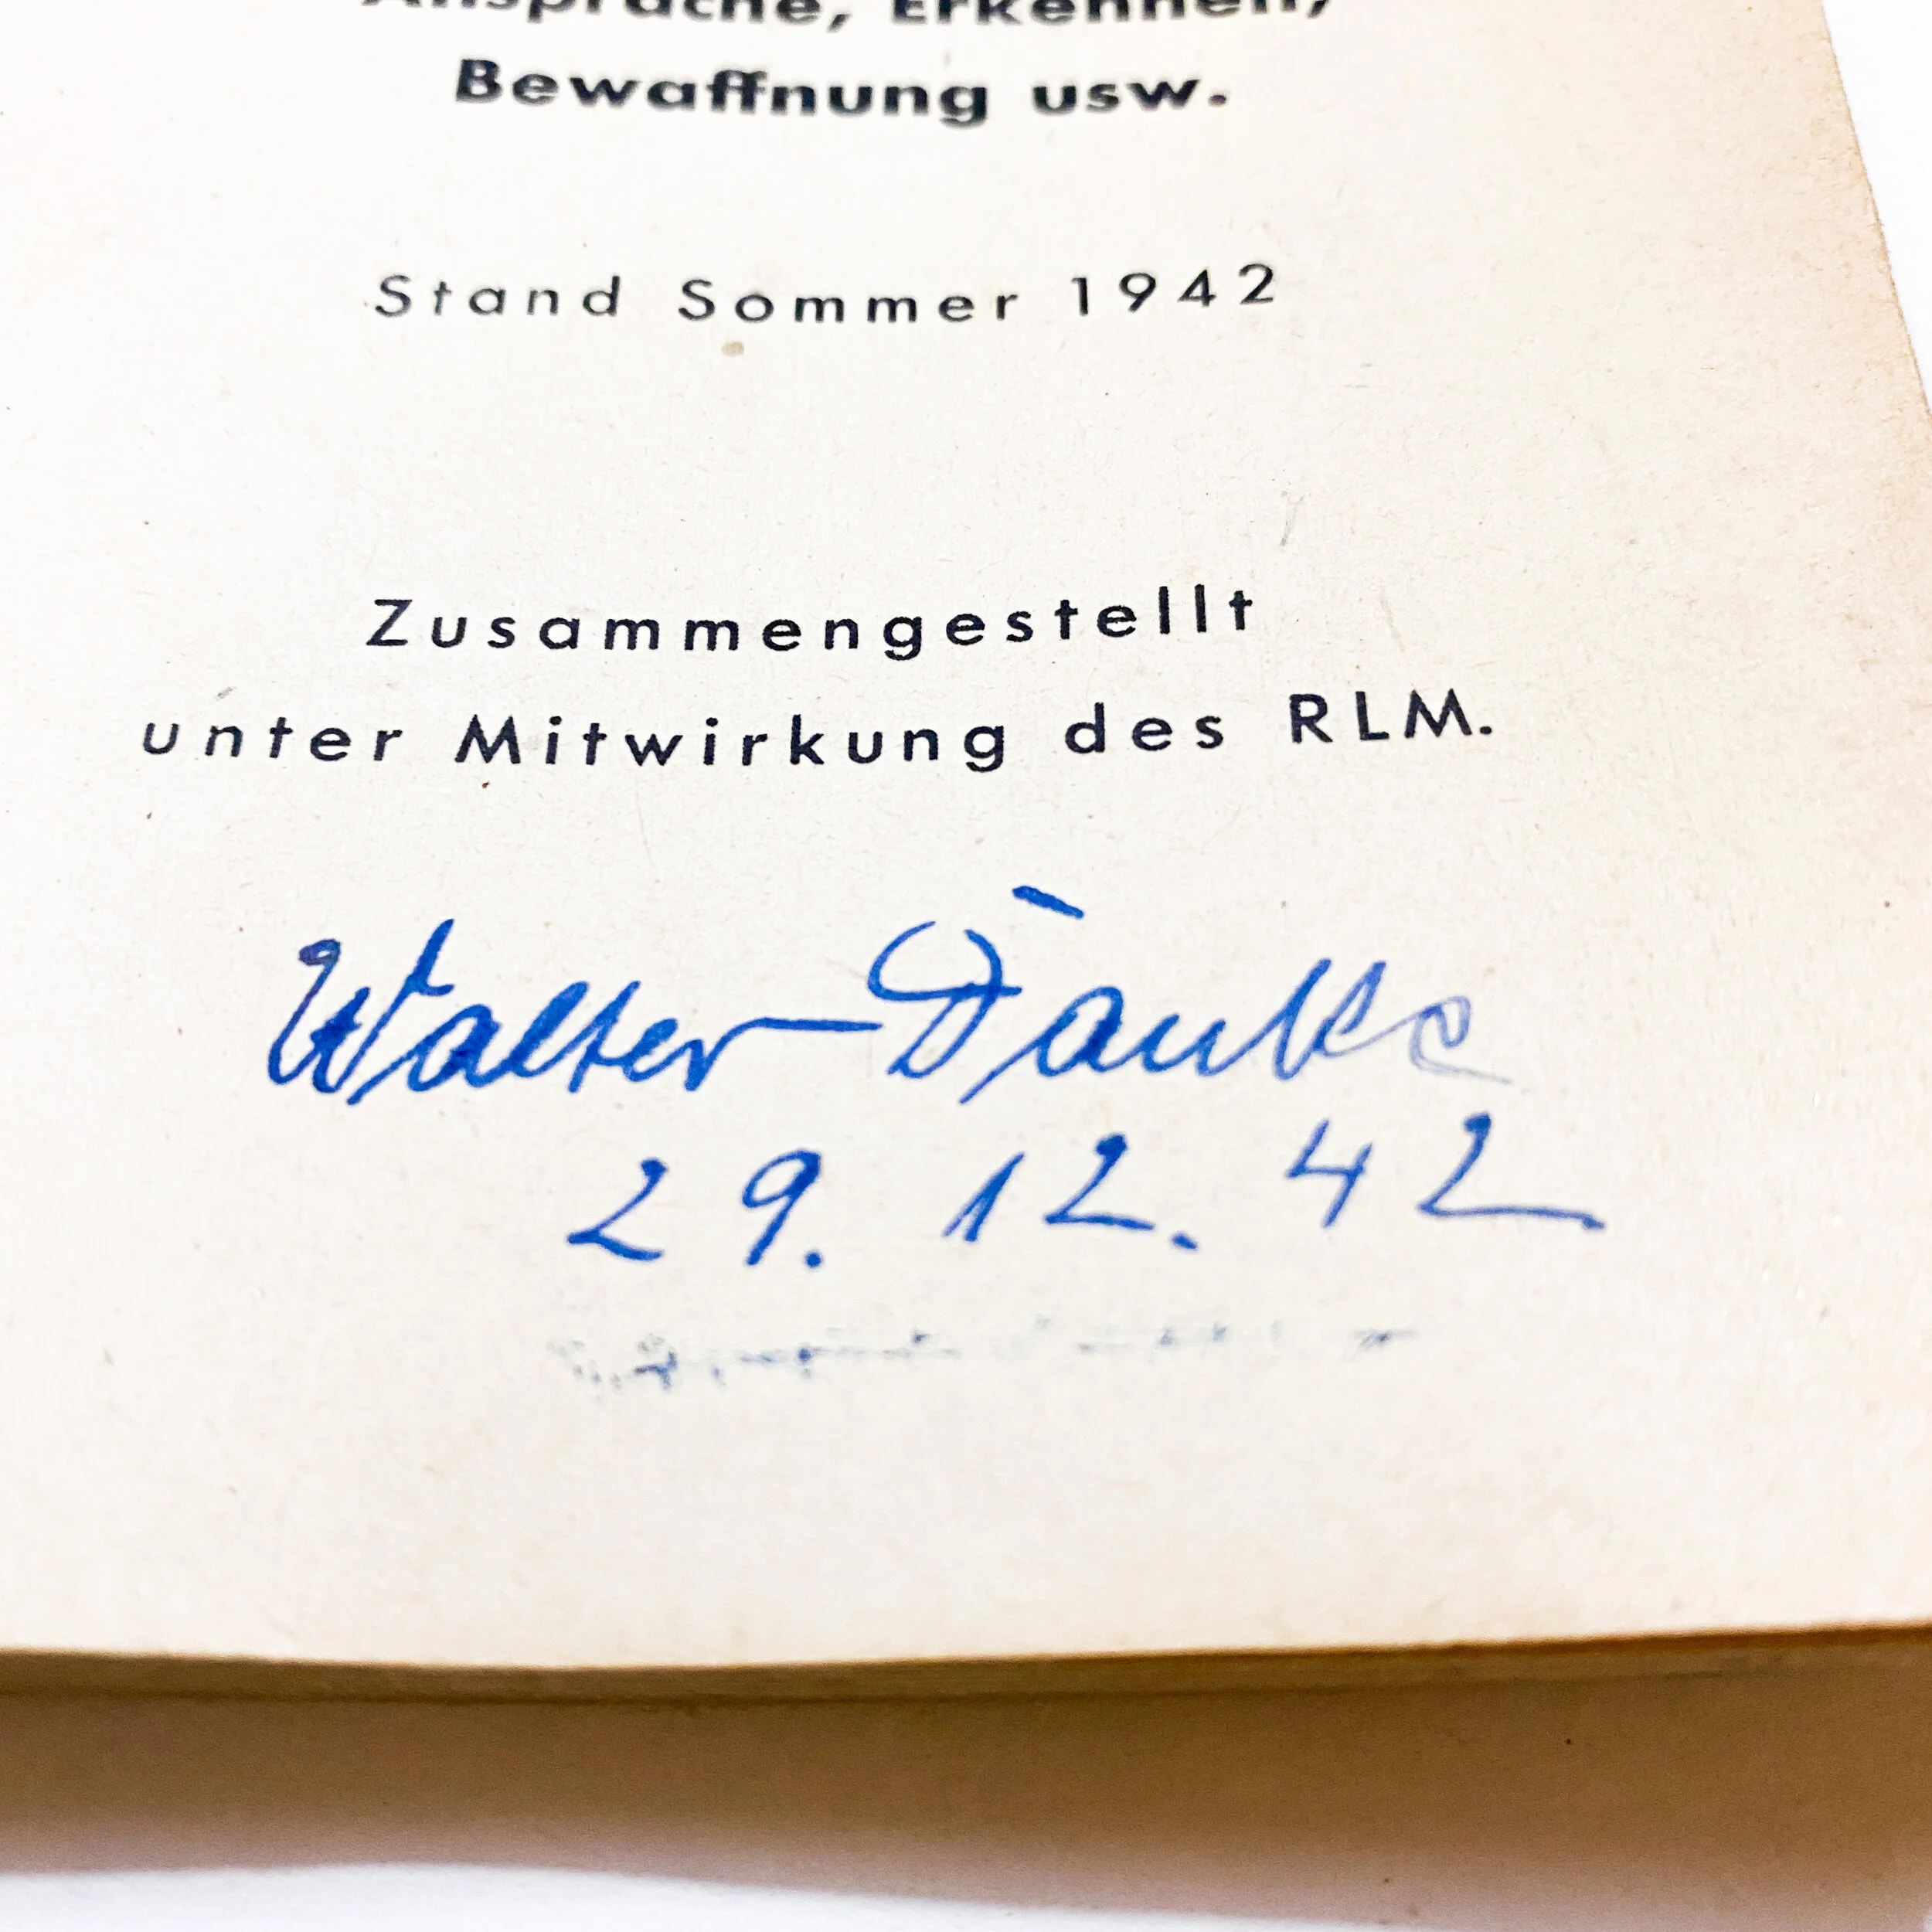 Ansprache, Erkennen,
Bewaffnung usw.
Stand Sommer 1942
Zusammengestellt
unter Mitwirkung des RLM.
Walter
29. 12. 42